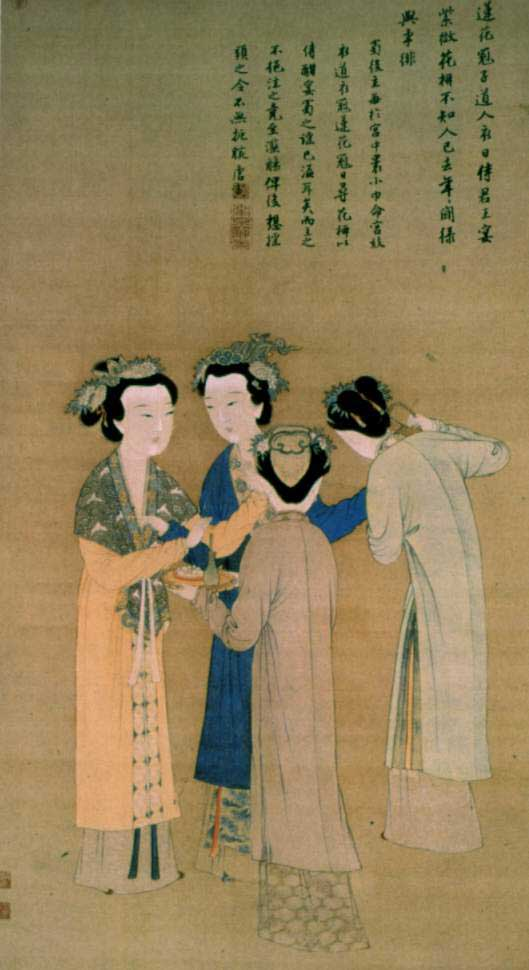 蓮花冠子道人衣日侍君王宴
紫微花柳不知人已去年〻鬪綠
與爭緋
蜀後主每於宮中裹小巾命宮妓
衣道衣冠蓮花冠日尋花柳以
侍酣宴蜀之謠已溢耳矣而主之
不挹注之竟至濫觴俾後想搖
頭之令不無扼腕唐寅